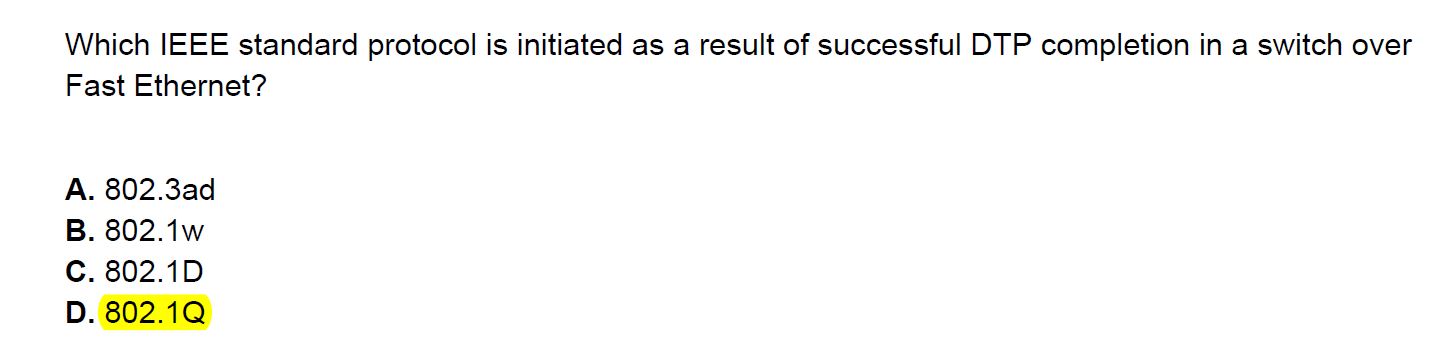 Which IEEE standard protocol is initiated as a result of successful DTP completion in a switch over
Fast Ethernet?
A. 802.3ad
B. 802.1w
C. 802.1D
D. 802.1Q